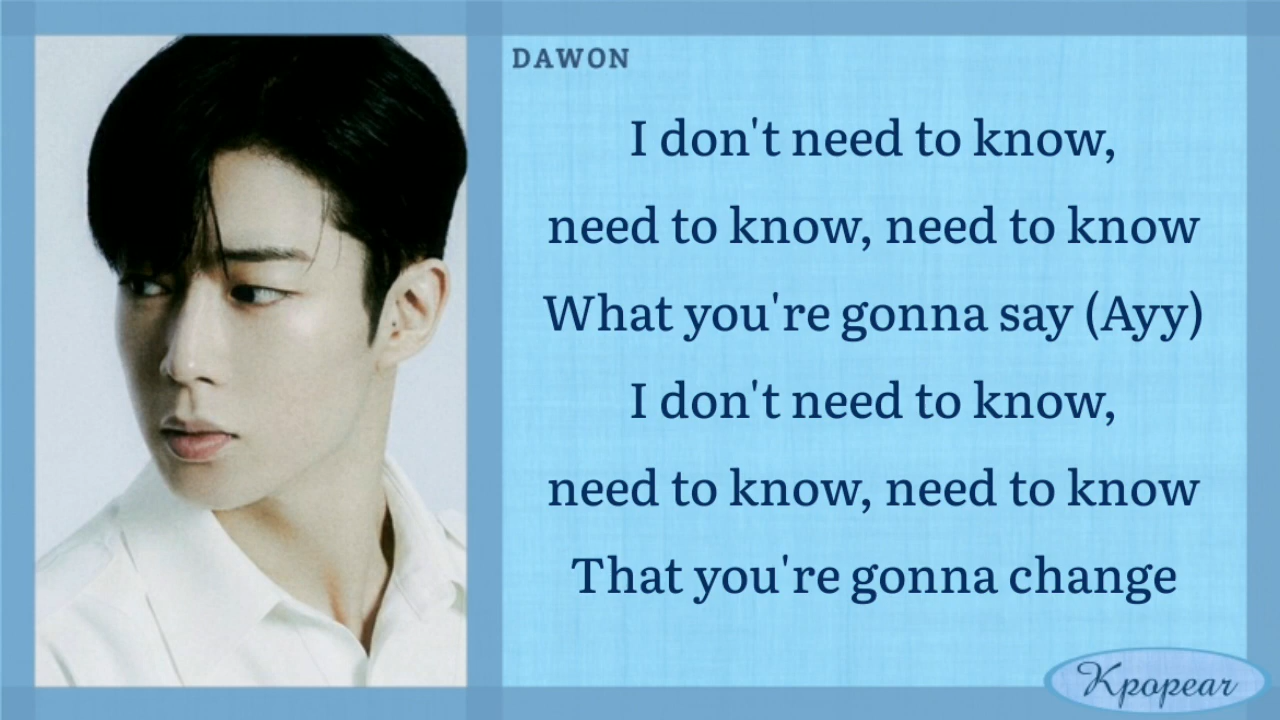 DAWON
I don't need to know,
need to know, need to know
What you're gonna say (Ayy)
I don't need to know,
need to know, need to know
That you're gonna change
Kpopear